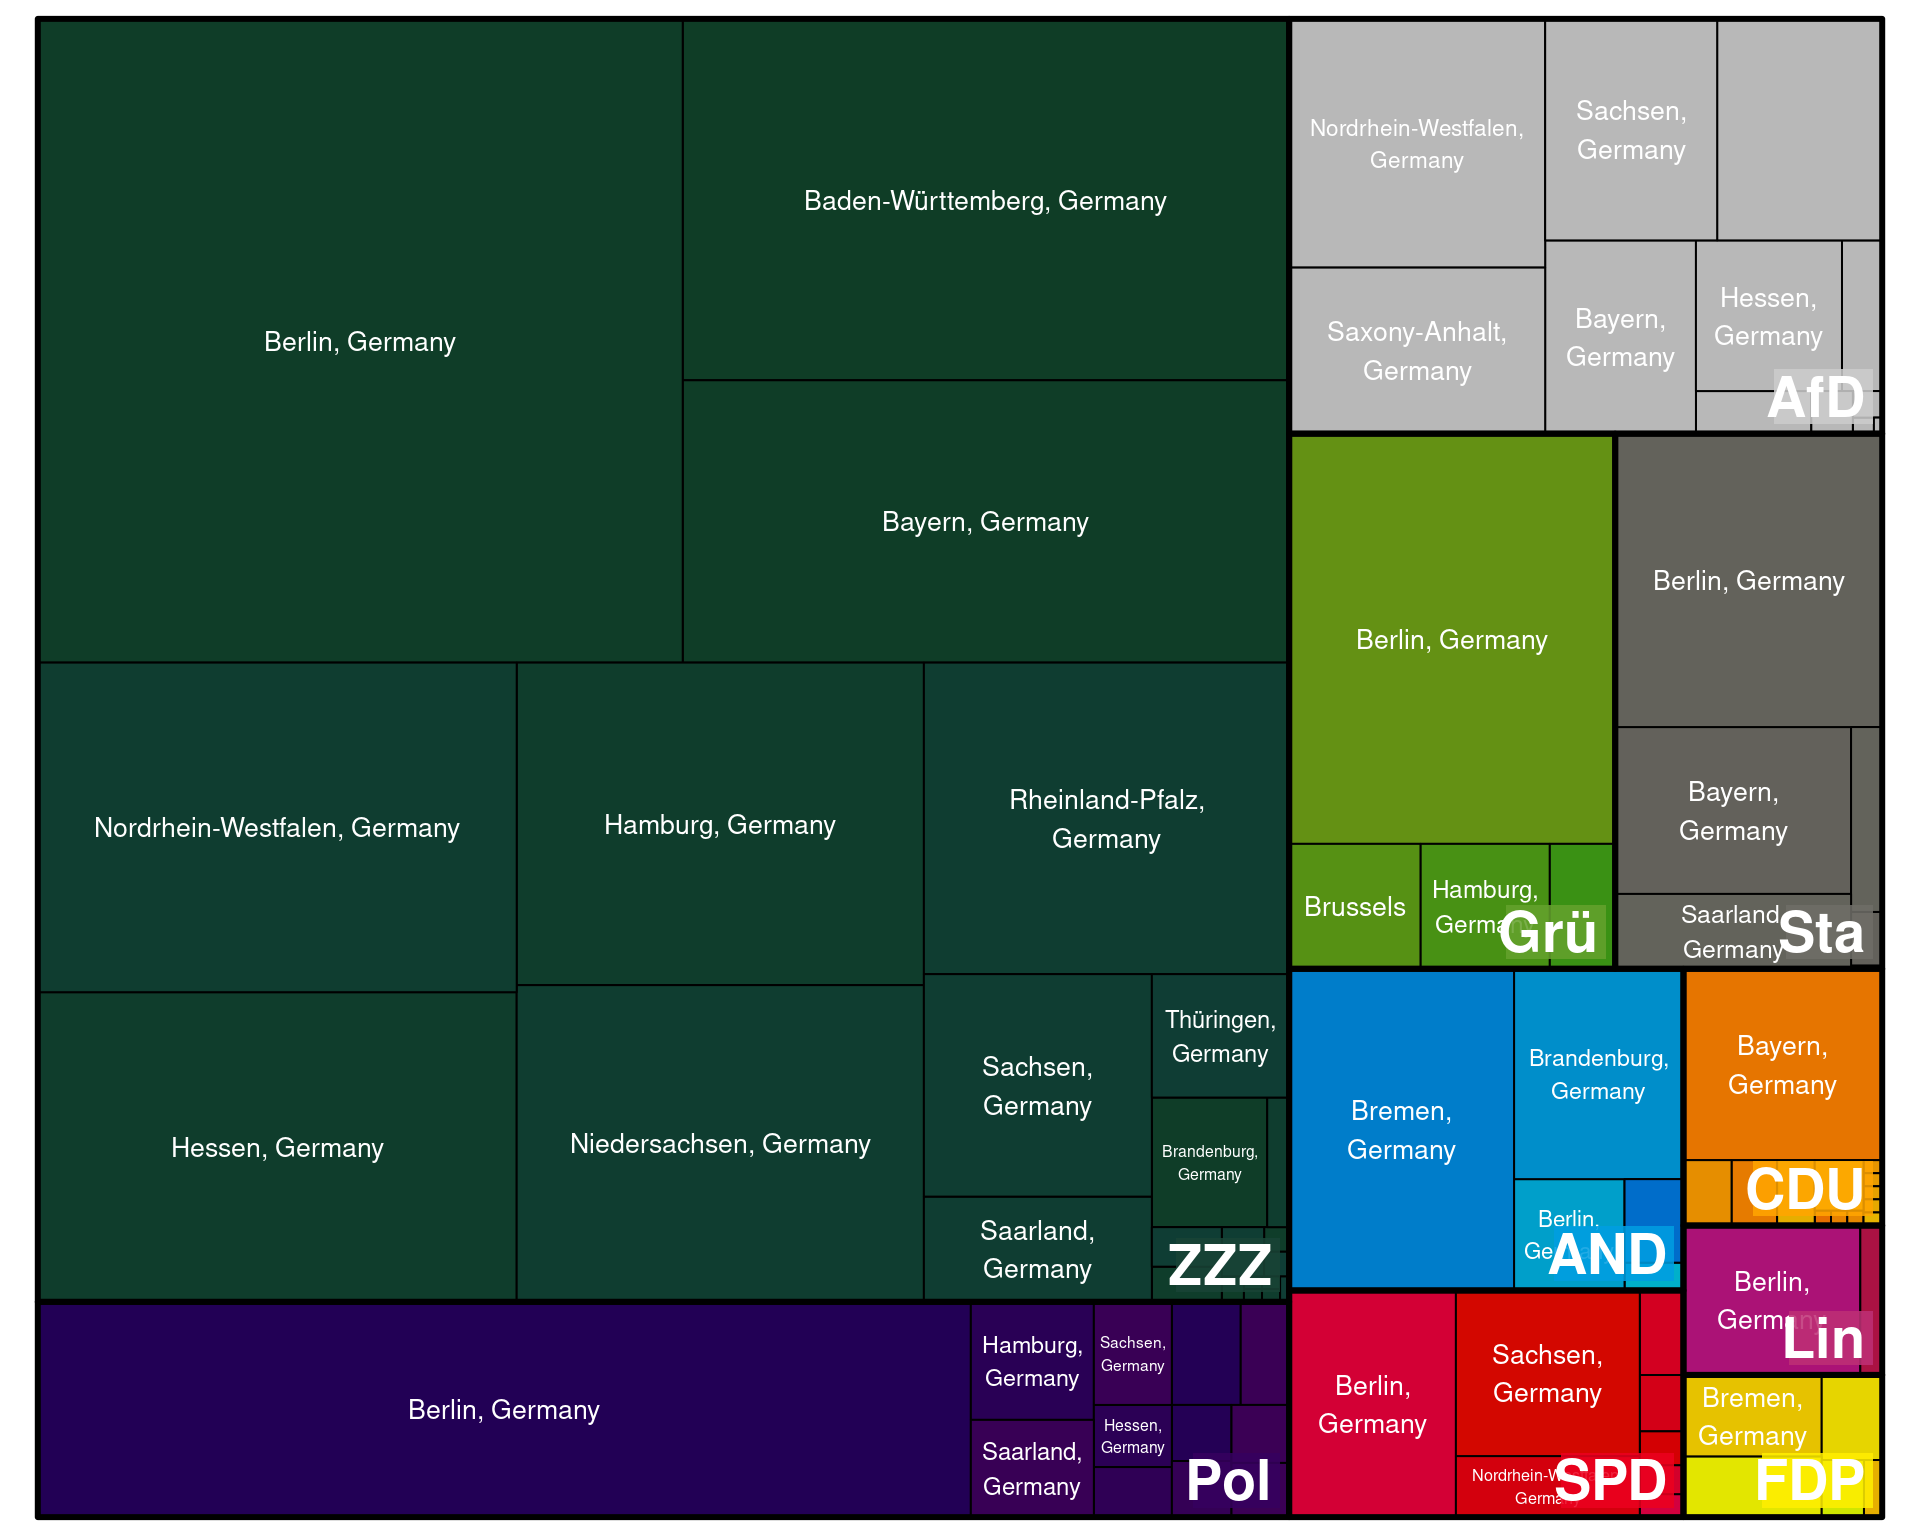 Berlin, Germany
Baden-Württemberg, Germany
Bayern, Germany
Nordrhein-Westfalen, Germany
Hamburg, Germany
Rheinland-Pfalz,
Germany
Hessen, Germany
Niedersachsen, Germany
Sachsen,
Germany
Thüringen,
Germany
Brandenburg,
Germany
Saarland,
Germany
ZZZ
Berlin, Germany
Hamburg,
Germany
Saarland,
Germany
Sachsen,
Germany
Hessen,
Germany
Pol
Nordrhein-Westfalen,
Germany
Sachsen,
Germany
Saxony-Anhalt,
Germany
Bayern,
Germany
Hessen,
Germany
AfD
Berlin, Germany
Brussels
Hamburg,
Germany
Grü
Berlin, Germany
Bayern,
Germany
Saarland,
Germany
Sta
Bremen,
Germany
Brandenburg,
Germany
Berlin,
AND
Bayern,
Germany
CDU
Berlin,
Germany
Lin
Berlin,
Germany
Sachsen,
Germany
SPD
Bremen,
Germany
FDP